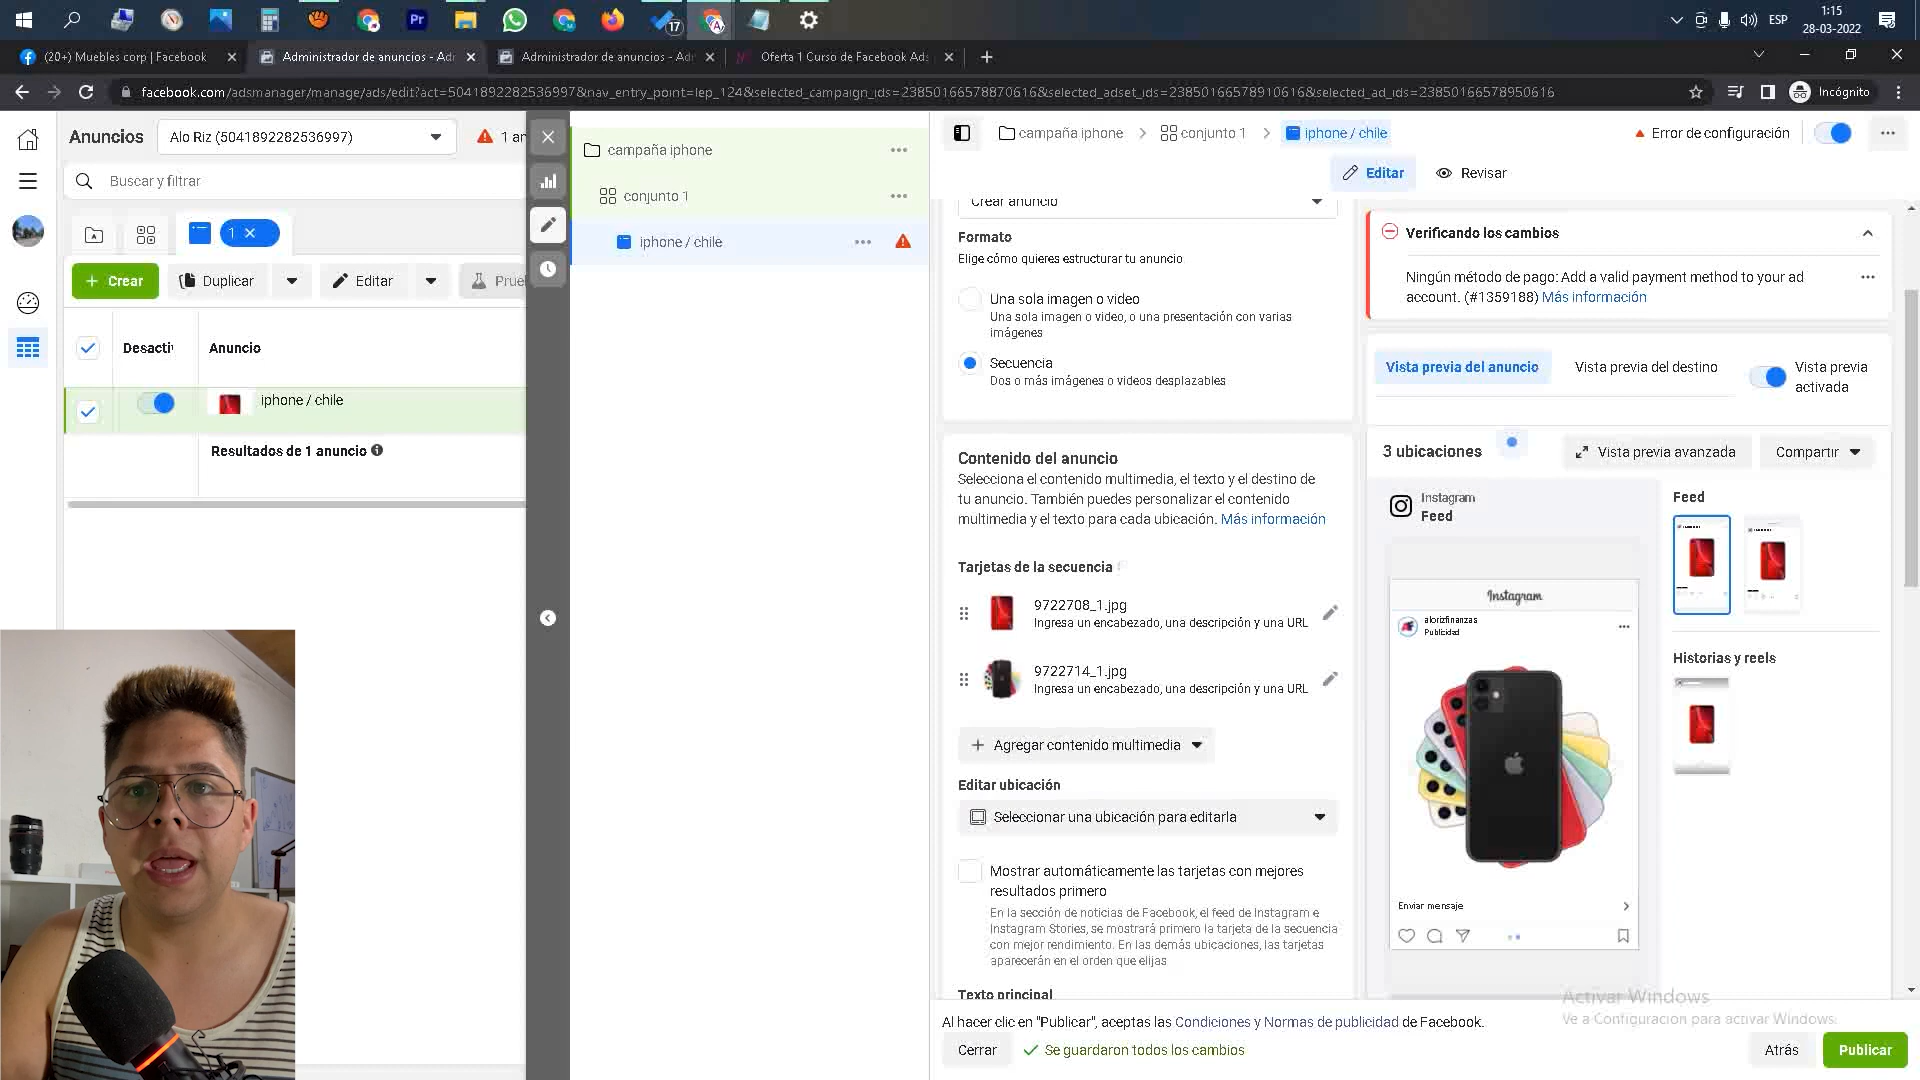 17
ESP
1:15
28-03-2022
(20+) Muebles corp | Facebook
Administrador de anuncios - Adm
Administrador de anuncios - Adm
Oferta 1 Curso de Facebook Ads
facebook.com/adsmanager/manage/ads/edit?act=5041892282536997&nav_entry_point=lep_124&selected_campaign_ids=23850166578870616&selected_adset_ids=23850166578910616&selected_ad_ids=23850166578950616
Incógnito
Anuncios
Alo Riz (5041892282536997)
1 an
Buscar y filtrar
1
Crear
Duplicar
Editar
Prue
Desacti
Anuncio
iphone / chile
Resultados de 1 anuncio
campaña iphone
conjunto 1
iphone / chile
campaña iphone
conjunto 1
iphone / chile
Error de configuración
Editar
Revisar
Crear anuncio
Formato
Elige cómo quieres estructurar tu anuncio
Una sola imagen o video
Una sola imagen o video, o una presentación con varias
imágenes
Secuencia
Dos o más imágenes o videos desplazables
Contenido del anuncio
Selecciona el contenido multimedia, el texto y el destino de
tu anuncio. También puedes personalizar el contenido
multimedia y el texto para cada ubicación. Más información
Tarjetas de la secuencia
9722708_1.jpg
Ingresa un encabezado, una descripción y una URL
9722714_1.jpg
Ingresa un encabezado, una descripción y una URL
Agregar contenido multimedia
Editar ubicación
Seleccionar una ubicación para editarla
Mostrar automáticamente las tarjetas con mejores
resultados primero
En la sección de noticias de Facebook, el feed de Instagram e
Instagram Stories, se mostrará primero la tarjeta de la secuencia
con mejor rendimiento. En las demás ubicaciones, las tarjetas
aparecerán en el orden que elijas
Texto principal
Verificando los cambios
Ningún método de pago: Add a valid payment method to your ad
account. (#1359188) Más información
Vista previa del anuncio
Vista previa del destino
Vista previa
activada
3 ubicaciones
Vista previa avanzada
Compartir
Instagram
Feed
Instagram
alorizfinanzas
Publicidad
Enviar mensaje
Feed
Historias y reels
Activar Windows
Ve a Configuración para activar Windows.
Al hacer clic en "Publicar", aceptas las Condiciones y Normas de publicidad de Facebook.
Cerrar
Se guardaron todos los cambios
Atrás
Publicar